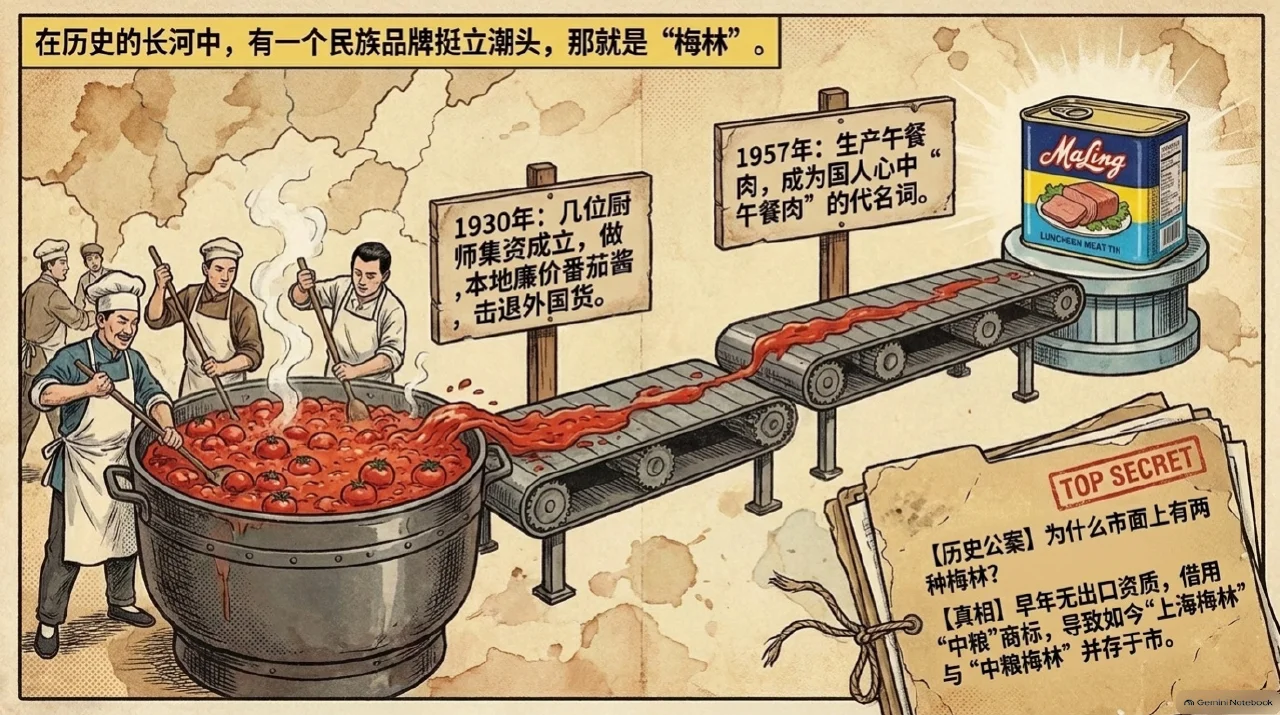 在历史的长河中，有一个民族品牌挺立潮头，那就是“梅林”。
1930年：几位厨
师集资成立，做
,本地廉价番茄酱
，击退外国货。
1957年：生产午餐
肉，成为国人心中“
午餐肉”的代名词。
MaLing
LUNCHEEN MEAT TIN
TOP SECRET
【历史公案】为什么市面上有两
种梅林？
【真相】早年无出口资质，借用
“中粮”商标，导致如今“上海梅林”
与“中粮梅林”并存于市。
Gemini Notebook